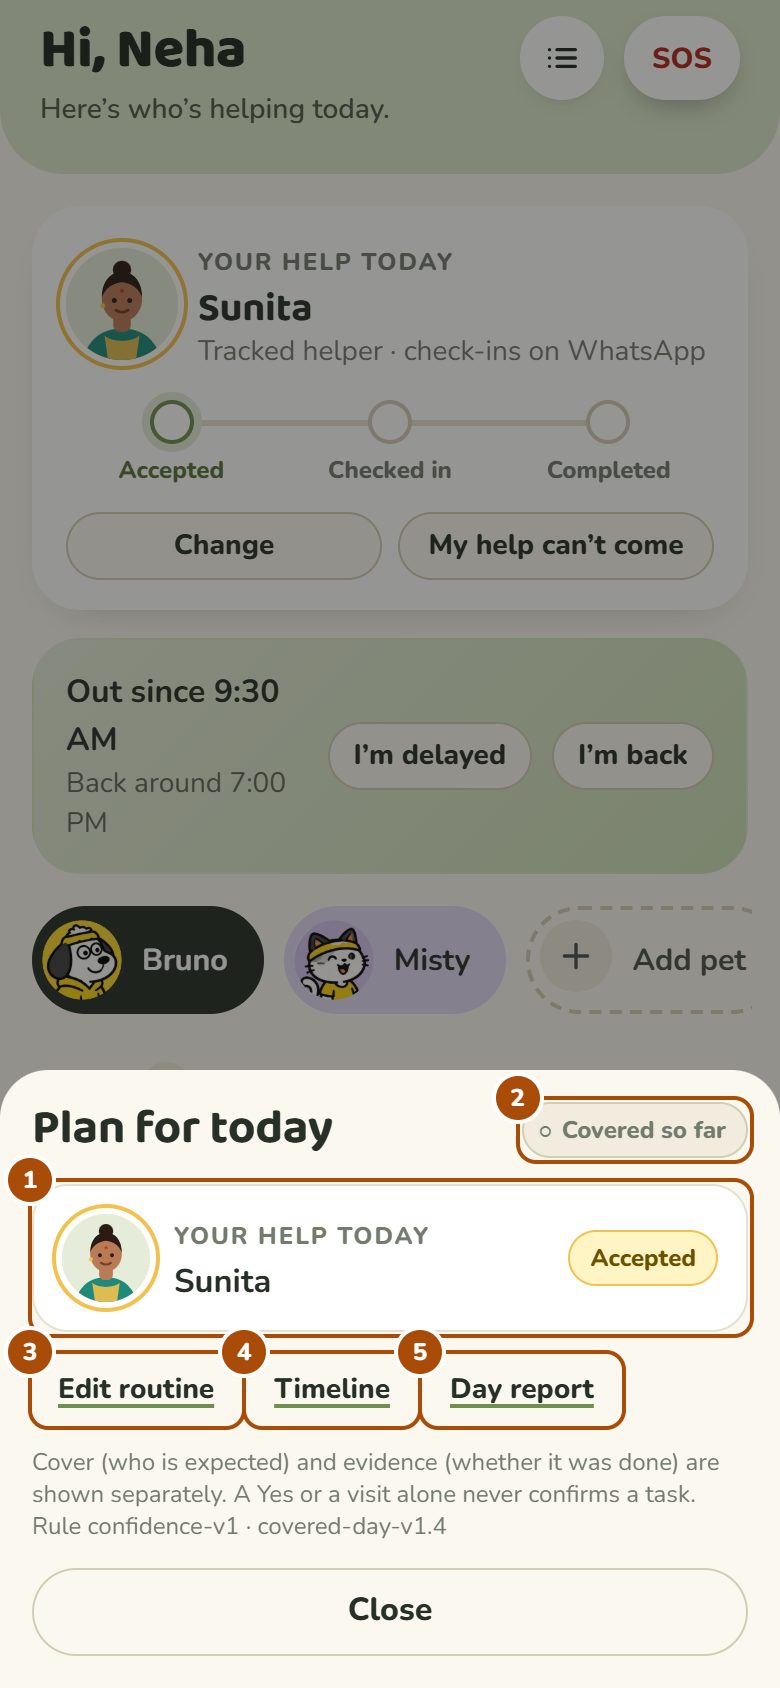 Hi, Neha
SOS
Here’s who’s helping today.
YOUR HELP TODAY
Sunita
Tracked helper · check-ins on WhatsApp
Accepted
Checked in
Completed
Change
My help can’t come
Out since 9:30
AM
Back around 7:00
PM
I’m delayed
I’m back
Bruno
Misty
Add pet
Plan for today
2
Covered so far
1
YOUR HELP TODAY
Sunita
Accepted
3
Edit routine
4
Timeline
5
Day report
Cover (who is expected) and evidence (whether it was done) are
shown separately. A Yes or a visit alone never confirms a task.
Rule confidence-v1 · covered-day-v1.4
Close